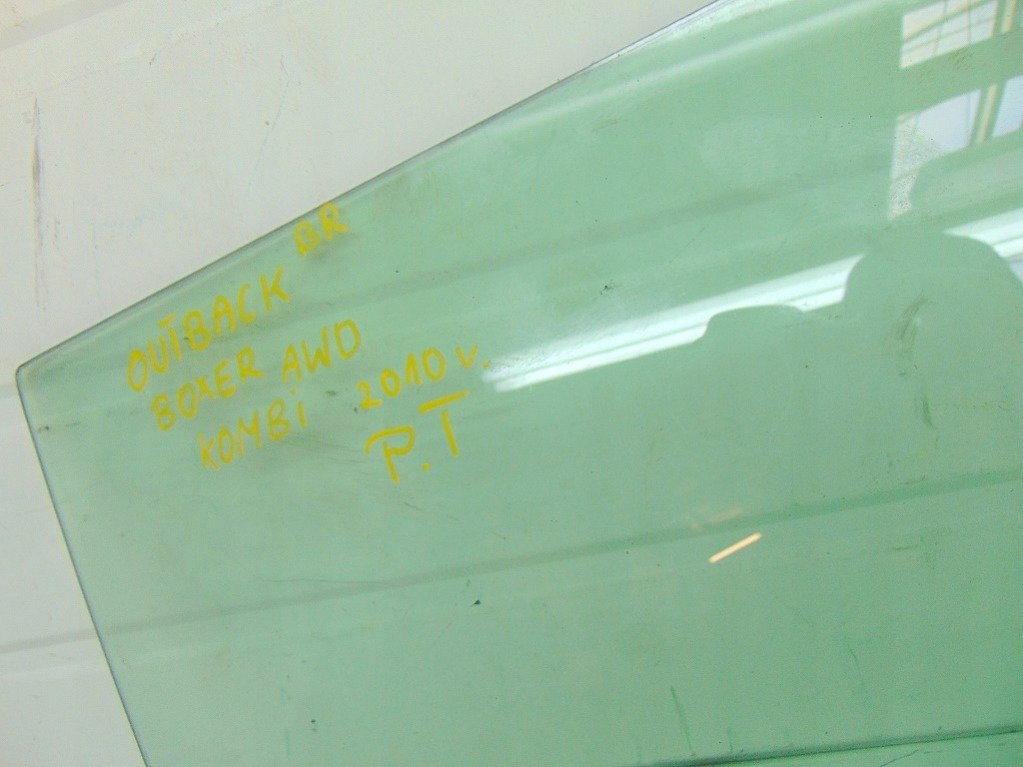 OUTBACK BR
BOXER AWD
KOMBi 2010 v.
P.T